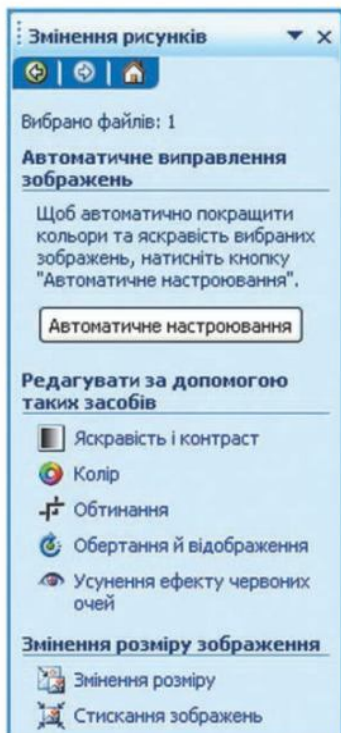 Змінення рисунків
Вибрано файлів: 1
Автоматичне виправлення
зображень
Щоб автоматично покращити
кольори та яскравість вибраних
зображень, натисніть кнопку
"Автоматичне настроювання".
Автоматичне настроювання
Редагувати за допомогою
таких засобів
Яскравість і контраст
Колір
Обтинання
Обертання й відображення
Усунення ефекту червоних
очей
Змінення розміру зображення
Змінення розміру
Стискання зображень